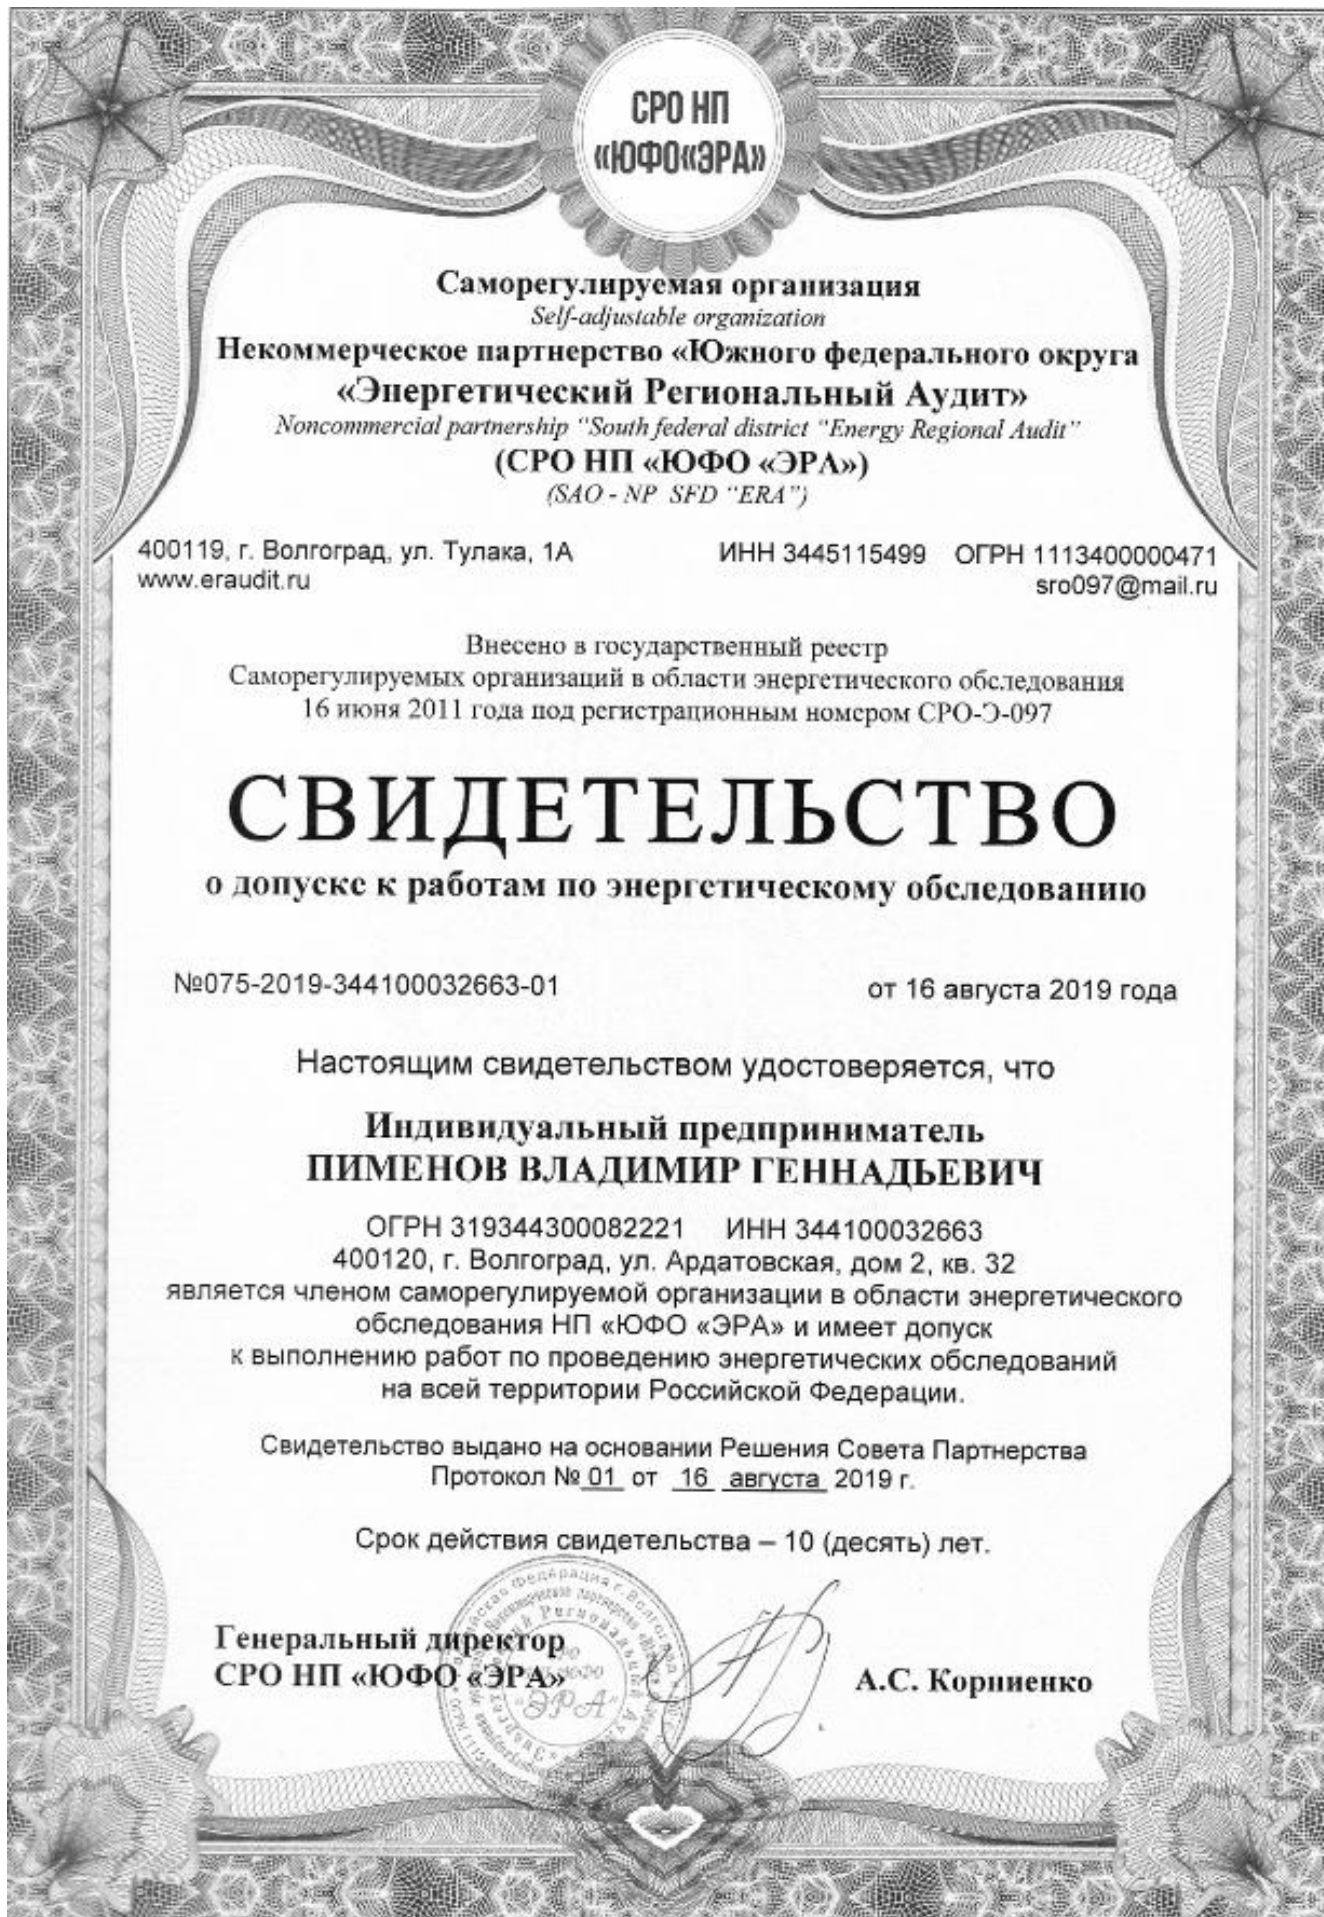 СРО НП
«ЮФО«ЭРА»
Саморегулируемая организация
Self-adjustable organization
Некоммерческое партнерство «Южного федерального округа
«Энергетический Региональный Аудит»
Noncommercial partnership “South federal district “Energy Regional Audit”
(СРО НП «ЮФО «ЭРА»)
(SAO - NP SFD “ERA”)
400119, г. Волгоград, ул. Тулака, 1А ИНН 3445115499 ОГРН 1113400000471
www.eraudit.ru sro097@mail.ru
Внесено в государственный реестр
Саморегулируемых организаций в области энергетического обследования
16 июня 2011 года под регистрационным номером СРО-Э-097
СВИДЕТЕЛЬСТВО
о допуске к работам по энергетическому обследованию
№075-2019-344100032663-01 от 16 августа 2019 года
Настоящим свидетельством удостоверяется, что
Индивидуальный предприниматель
ПИМЕНОВ ВЛАДИМИР ГЕННАДЬЕВИЧ
ОГРН 319344300082221 ИНН 344100032663
400120, г. Волгоград, ул. Ардатовская, дом 2, кв. 32
является членом саморегулируемой организации в области энергетического
обследования НП «ЮФО «ЭРА» и имеет допуск
к выполнению работ по проведению энергетических обследований
на всей территории Российской Федерации.
Свидетельство выдано на основании Решения Совета Партнерства
Протокол № 01 от 16 августа 2019 г.
Срок действия свидетельства – 10 (десять) лет.
Генеральный директор
СРО НП «ЮФО «ЭРА» А.С. Корниенко
"ЭРА"